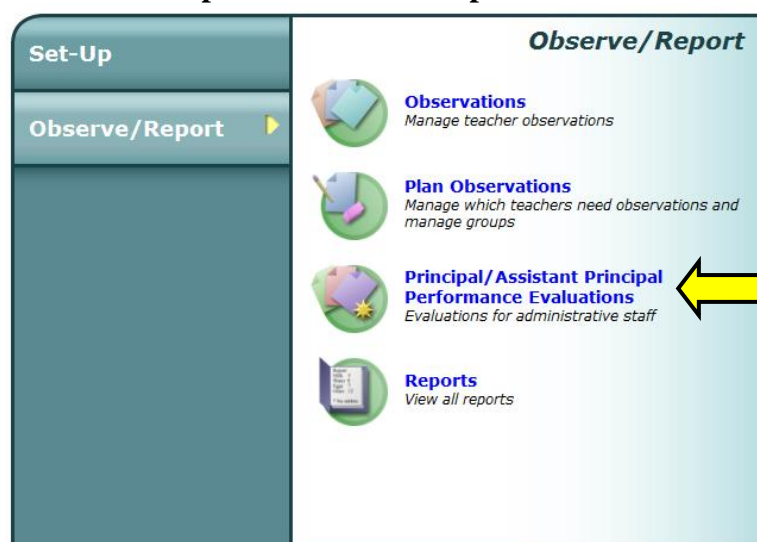 Set-Up
Observe/Report
Observe/Report
Observations
Manage teacher observations
Plan Observations
Manage which teachers need observations and
manage groups
Principal/Assistant Principal
Performance Evaluations
Evaluations for administrative staff
Reports
View all reports